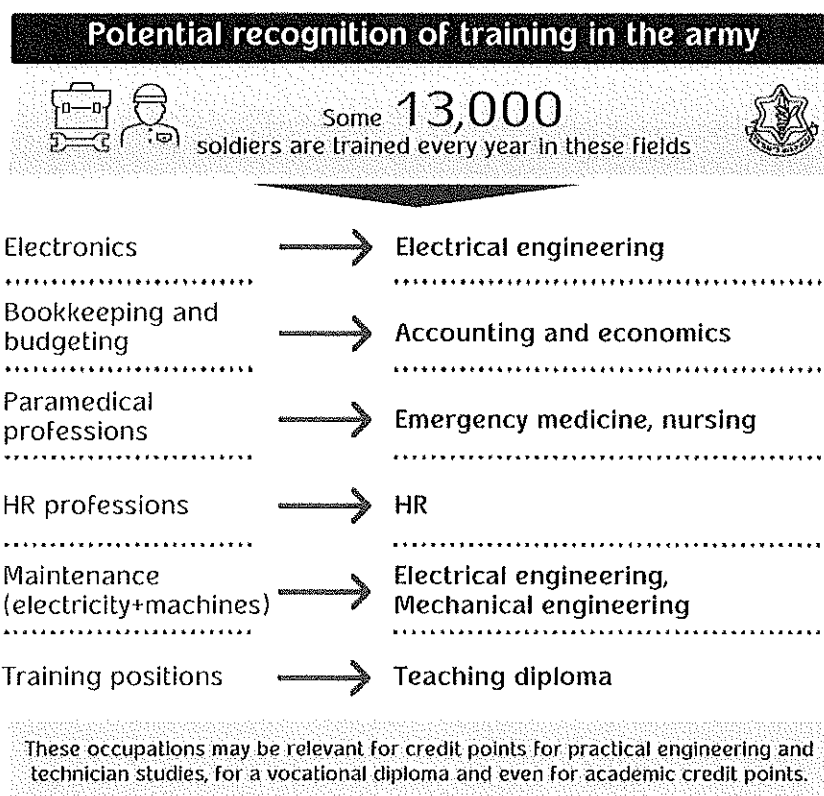 Potential recognition of training in the army
Some 13,000
soldiers are trained every year in these fields
Electronics
Electrical engineering
Bookkeeping and
budgeting
Accounting and economics
Paramedical
professions
Emergency medicine, nursing
HR professions
HR
Maintenance
(electricity+machines)
Electrical engineering,
Mechanical engineering
Training positions
Teaching diploma
These occupations may be relevant for credit points for practical engineering and
technician studies, for a vocational diploma and even for academic credit points.